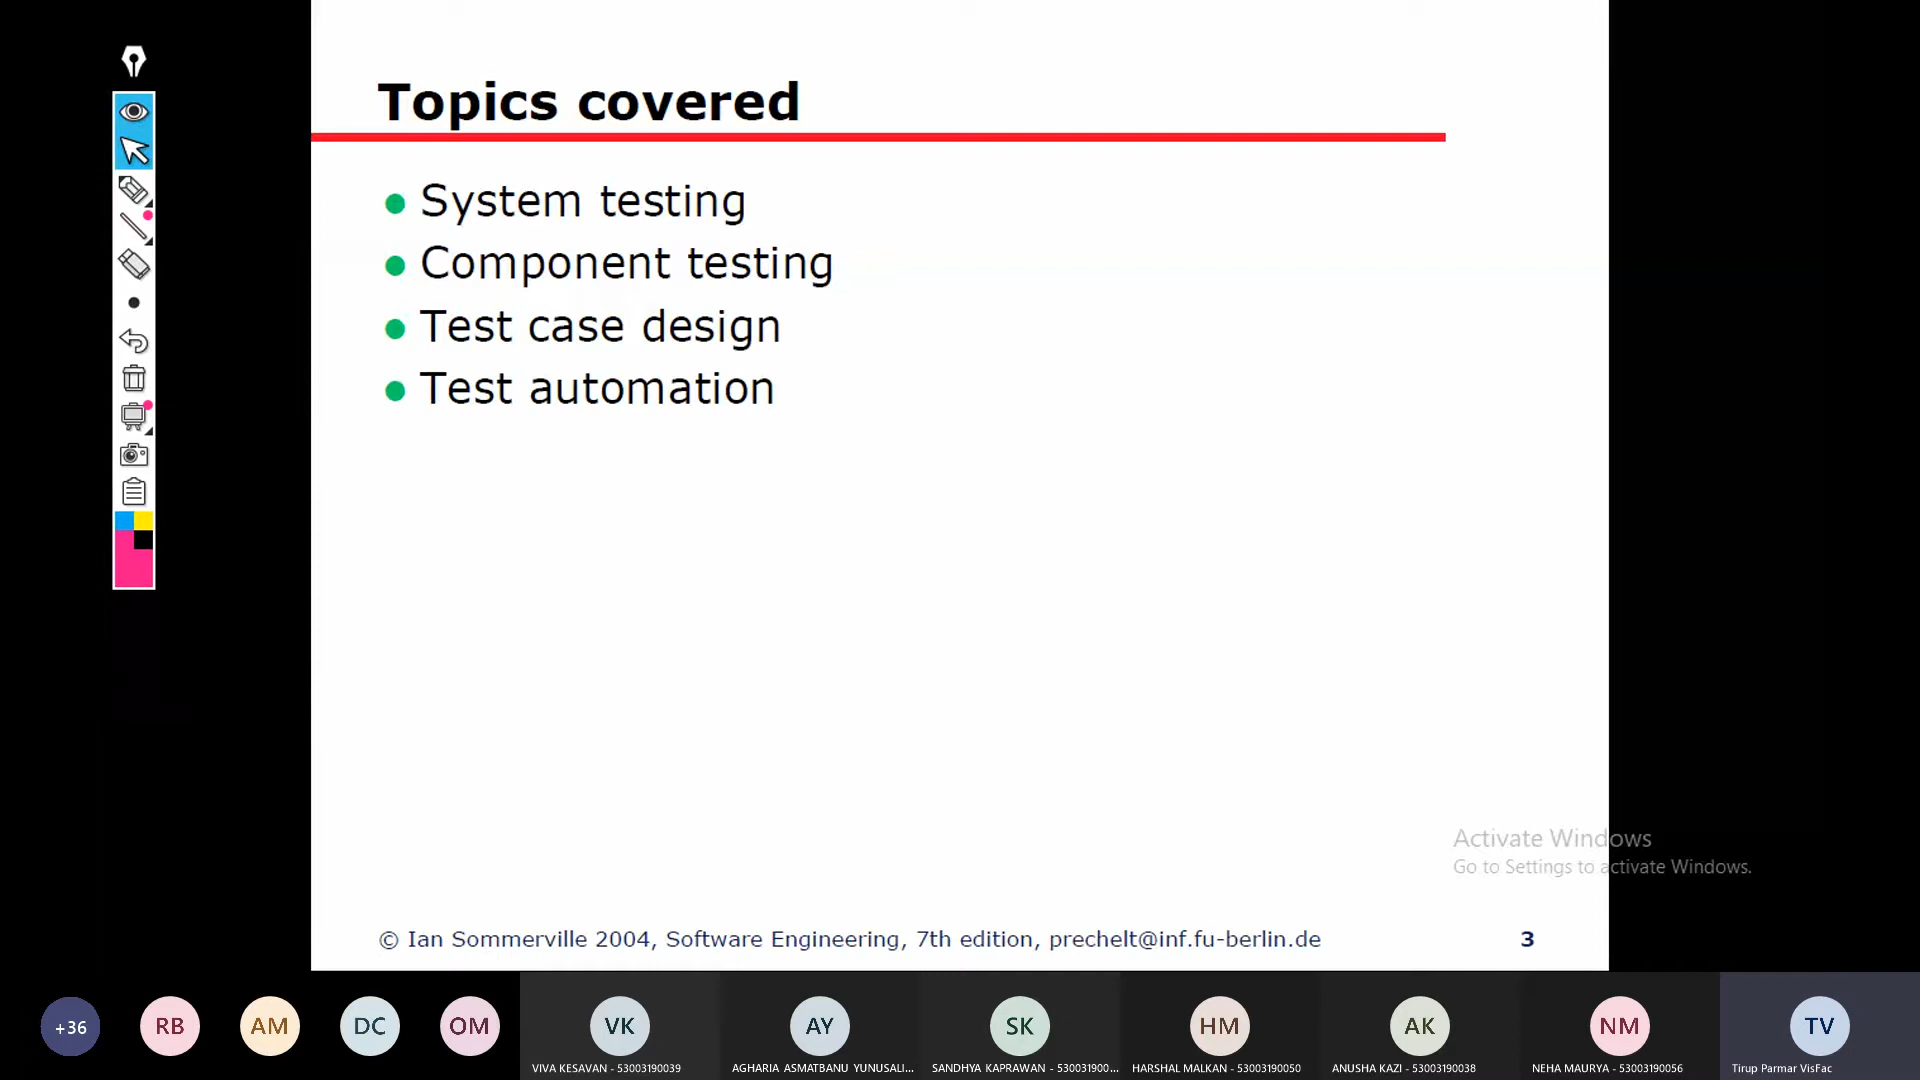 Topics covered
● System testing
● Component testing
● Test case design
● Test automation
Activate Windows
Go to Settings to activate Windows.
© Ian Sommerville 2004, Software Engineering, 7th edition, prechelt@inf.fu-berlin.de 3
+36 RB AM DC OM VK AY SK HM AK NM TV
VIVA KESAVAN - 53003190039 AGHARIA ASMATBANU YUNUSALI... SANDHYA KAPRAWAN - 530031900... HARSHAL MALKAN - 53003190050 ANUSHA KAZI - 53003190038 NEHA MAURYA - 53003190056 Tirup Parmar VisFac